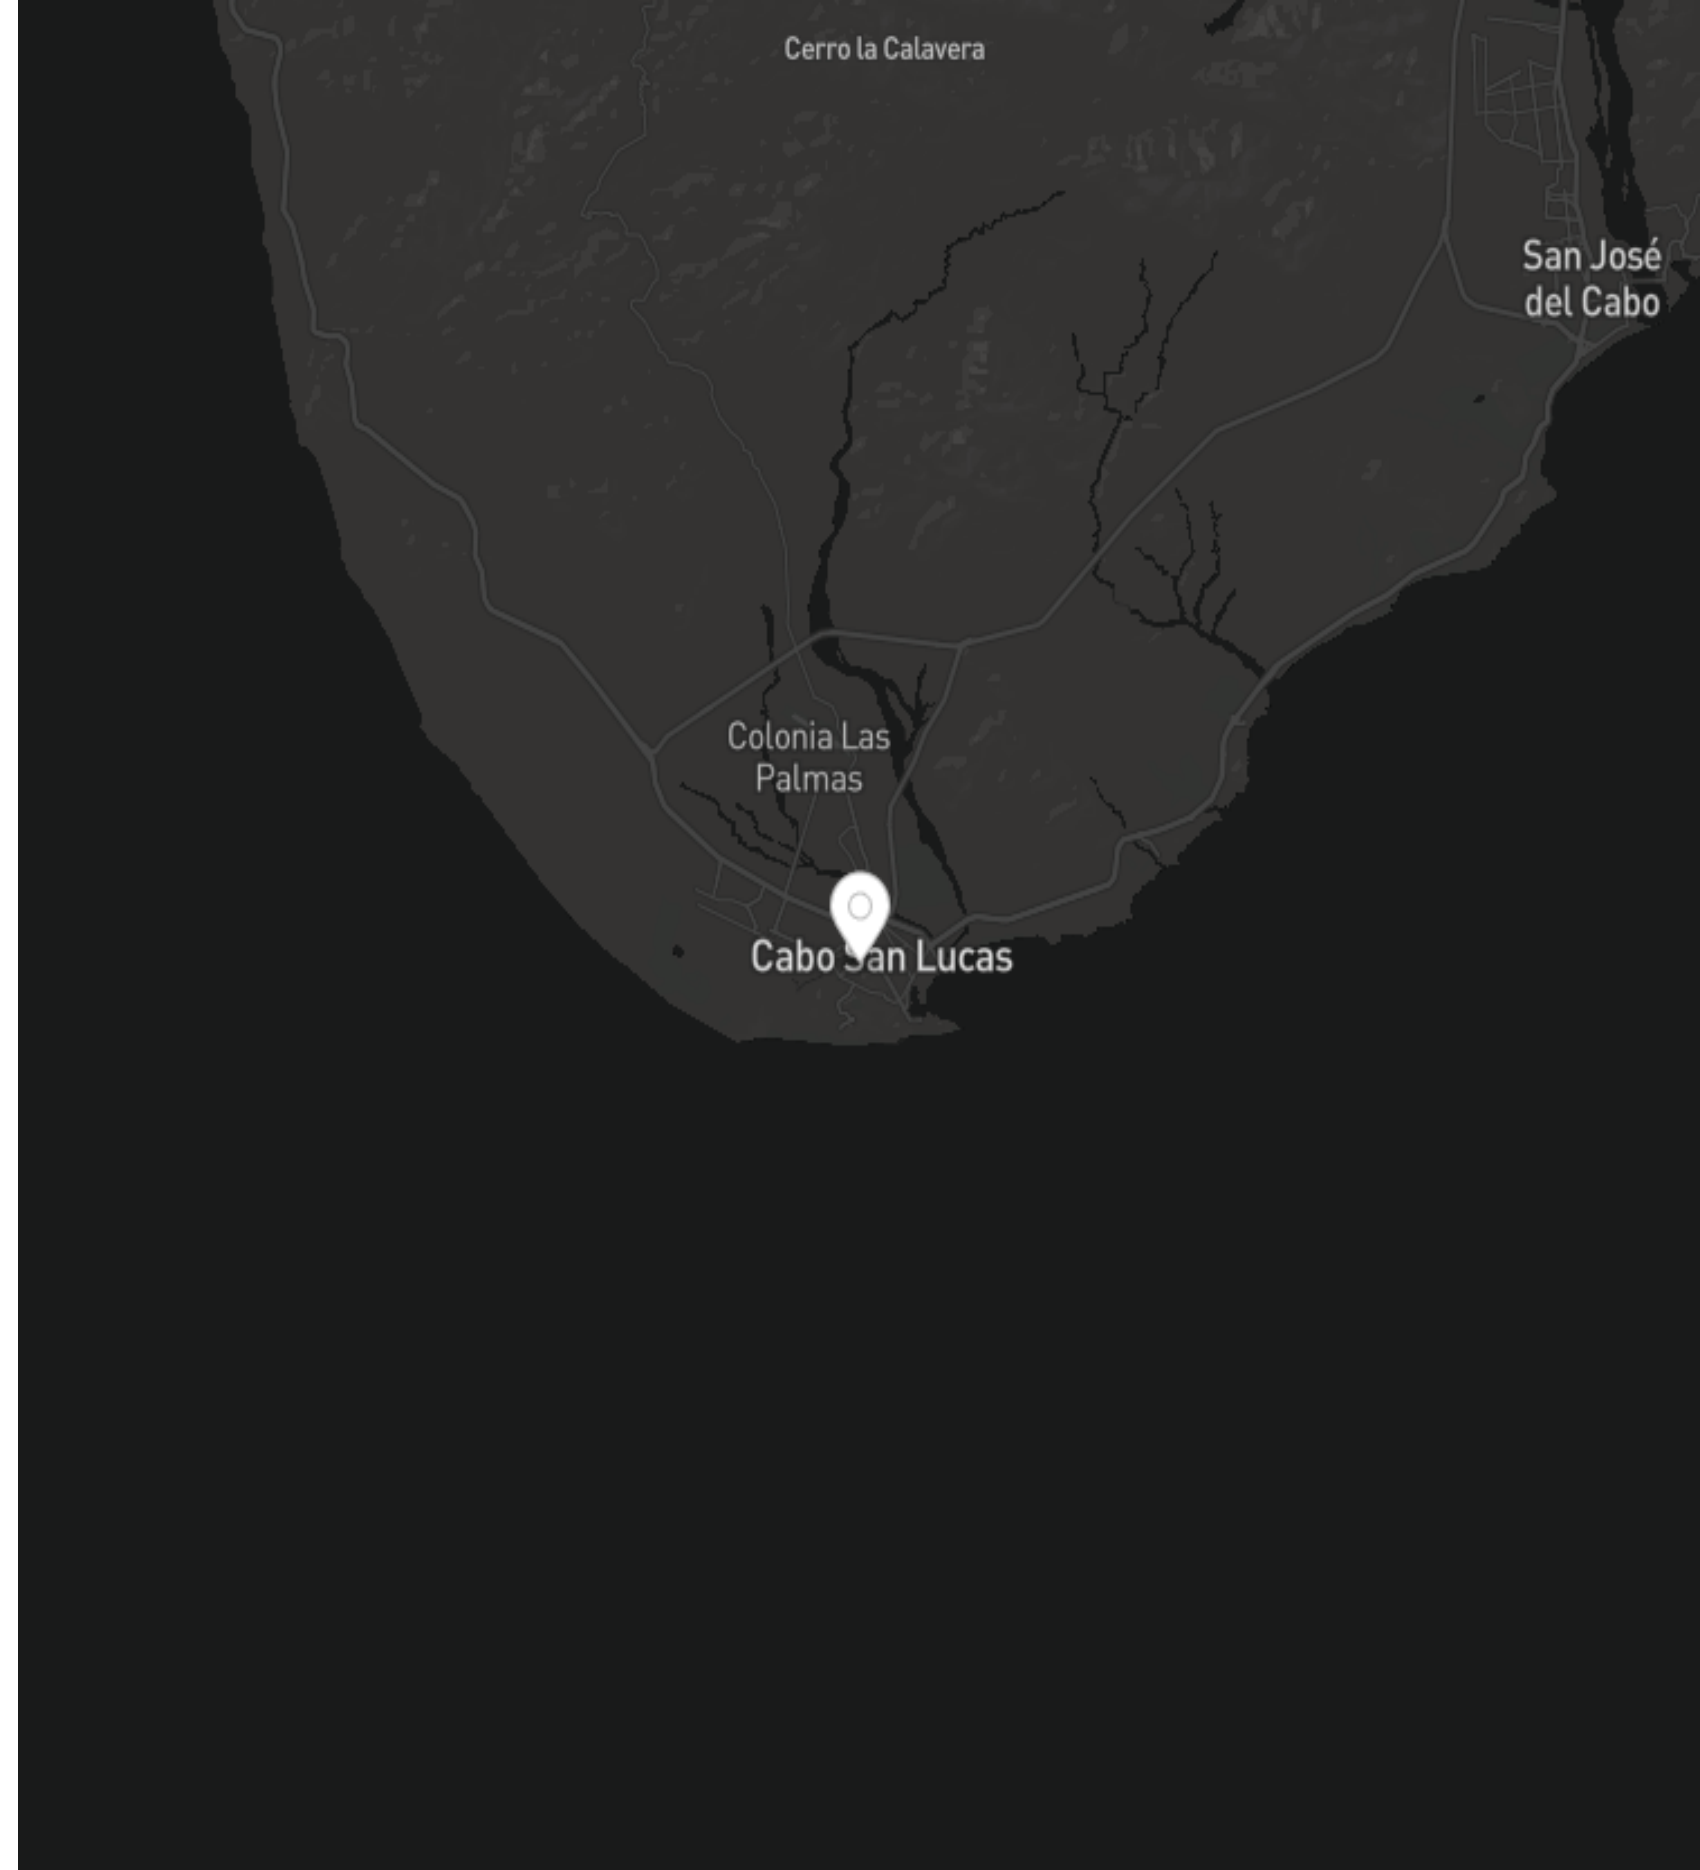 Cerro la Calavera
San José
del Cabo
Colonia Las
Palmas
Cabo San Lucas